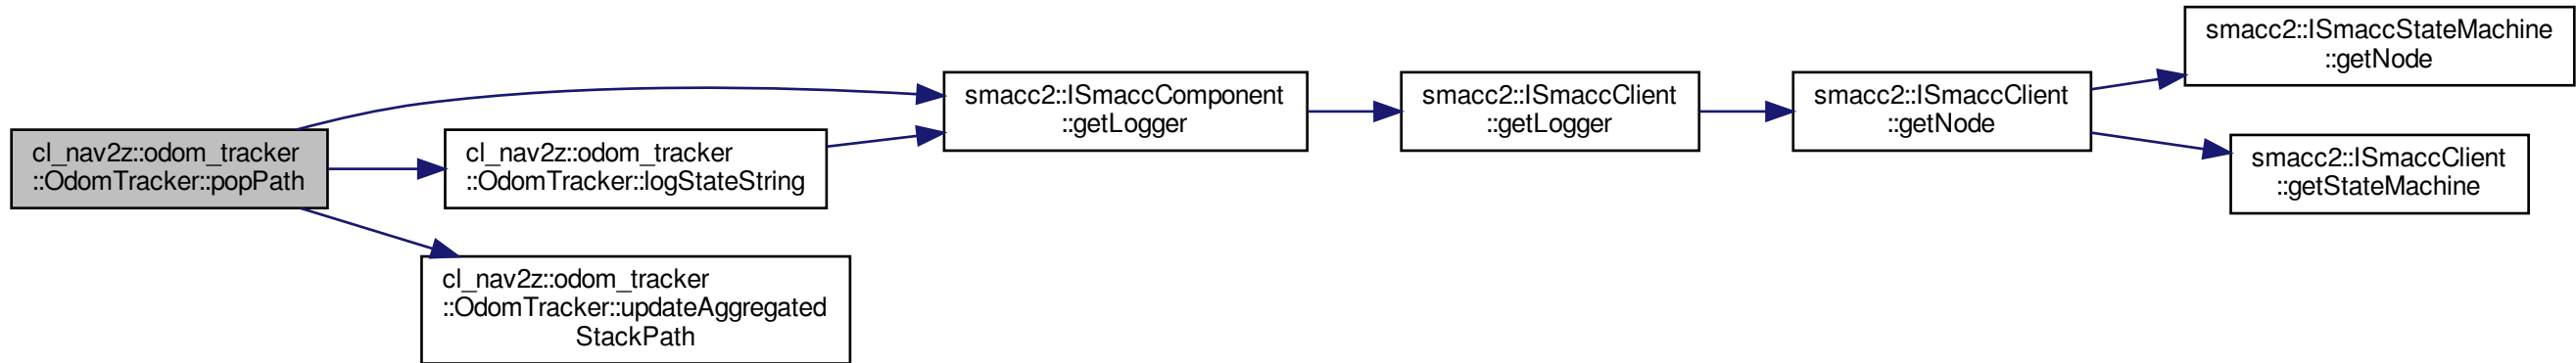 cl_nav2z::odom_tracker
::OdomTracker::popPath
cl_nav2z::odom_tracker
::OdomTracker::logStateString
cl_nav2z::odom_tracker
::OdomTracker::updateAggregated
StackPath
smacc2::ISmaccComponent
::getLogger
smacc2::ISmaccClient
::getLogger
smacc2::ISmaccClient
::getNode
smacc2::ISmaccStateMachine
::getNode
smacc2::ISmaccClient
::getStateMachine